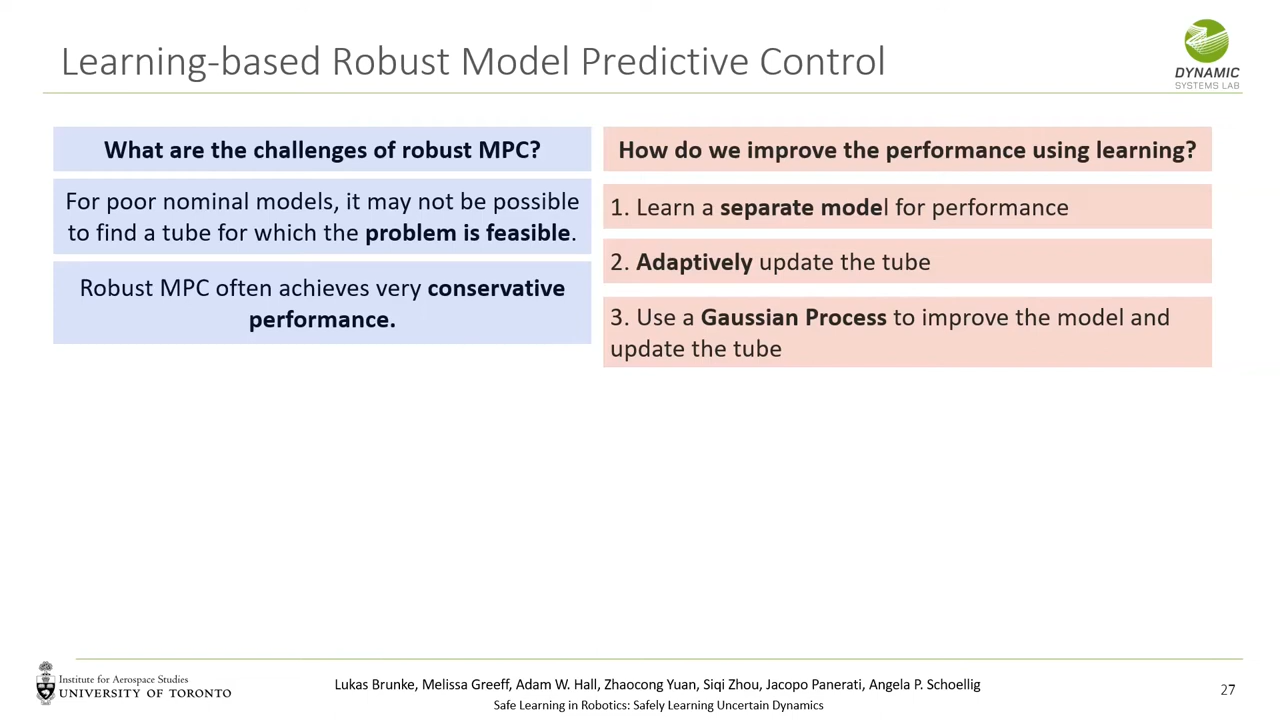 Learning-based Robust Model Predictive Control
DYNAMIC
SYSTEMS LAB
What are the challenges of robust MPC?
For poor nominal models, it may not be possible
to find a tube for which the problem is feasible.
Robust MPC often achieves very conservative
performance.
How do we improve the performance using learning?
1. Learn a separate model for performance
2. Adaptively update the tube
3. Use a Gaussian Process to improve the model and
update the tube
Institute for Aerospace Studies
UNIVERSITY OF TORONTO
Lukas Brunke, Melissa Greeff, Adam W. Hall, Zhaocong Yuan, Siqi Zhou, Jacopo Panerati, Angela P. Schoellig
Safe Learning in Robotics: Safely Learning Uncertain Dynamics
27